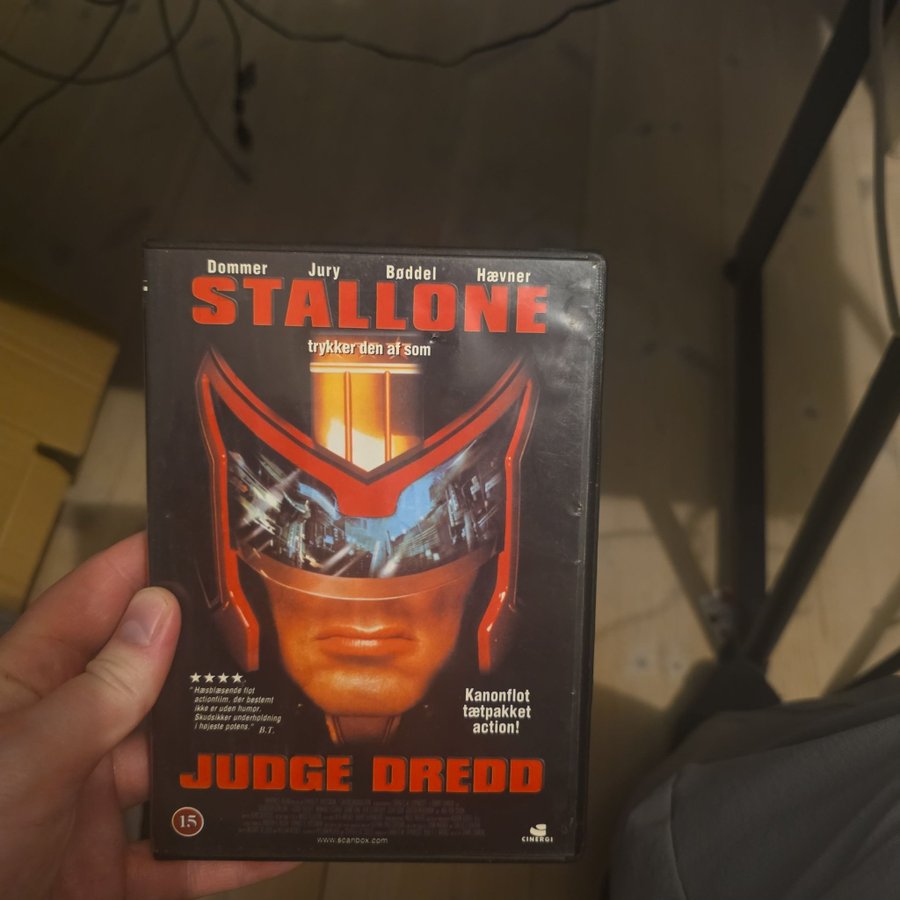 Dommer Jury Bøddel Hævner
STALLONE
trykker den af som
★★★★
"Hæsblæsende flot
actionfilm, der bestemt
ikke er uden humor.
Skudsikker underholdning
i højeste potens." B.T.
Kanonflot
tætpakket
action!
JUDGE DREDD
15
www.scanbox.com
CINERGI